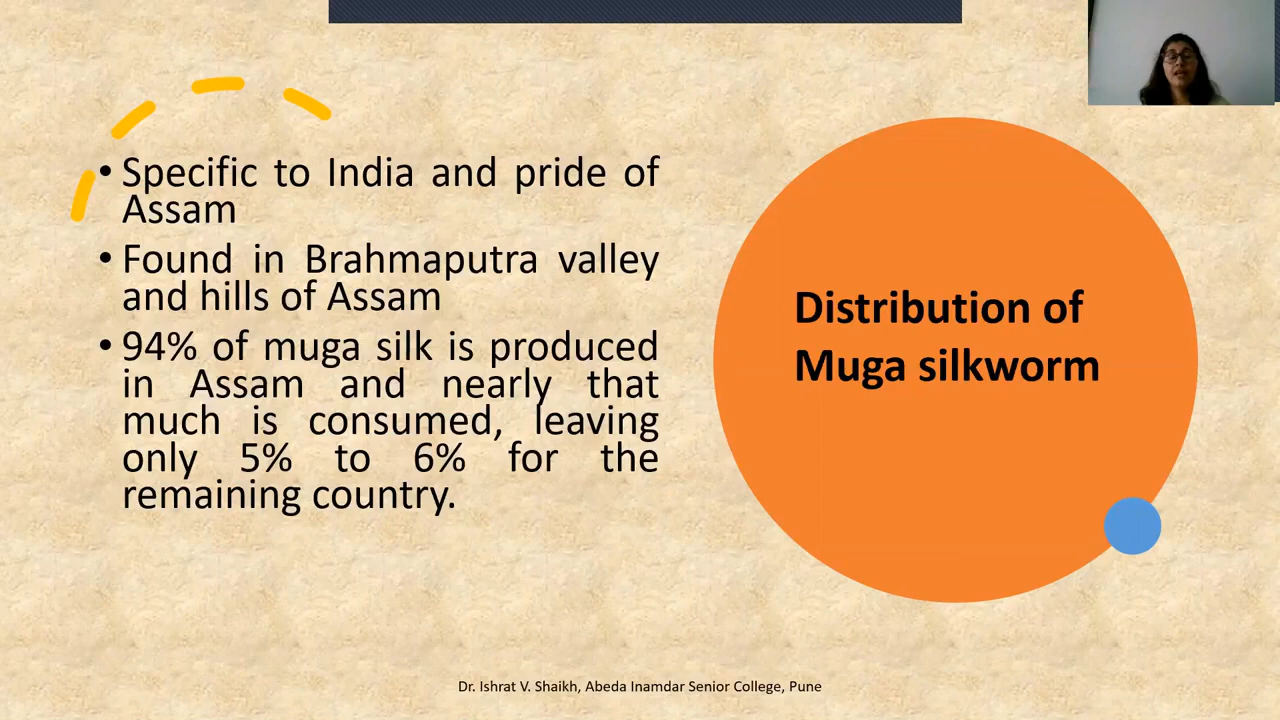 • Specific to India and pride of
Assam
• Found in Brahmaputra valley
and hills of Assam
• 94% of muga silk is produced
in Assam and nearly that
much is consumed, leaving
only 5% to 6% for the
remaining country.
Distribution of
Muga silkworm
Dr. Ishrat V. Shaikh, Abeda Inamdar Senior College, Pune